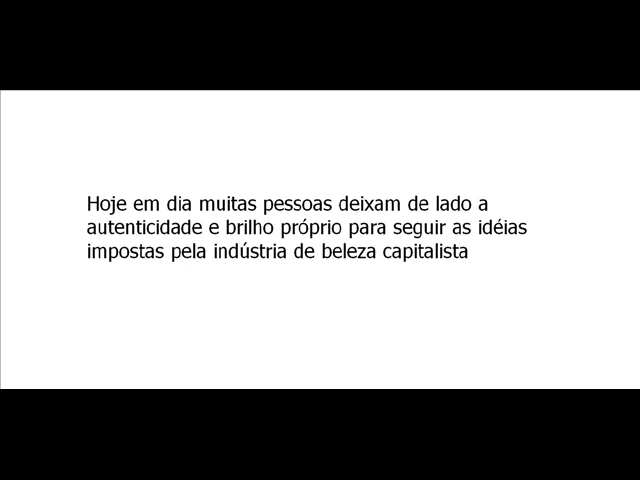 Hoje em dia muitas pessoas deixam de lado a
autenticidade e brilho próprio para seguir as idéias
impostas pela indústria de beleza capitalista